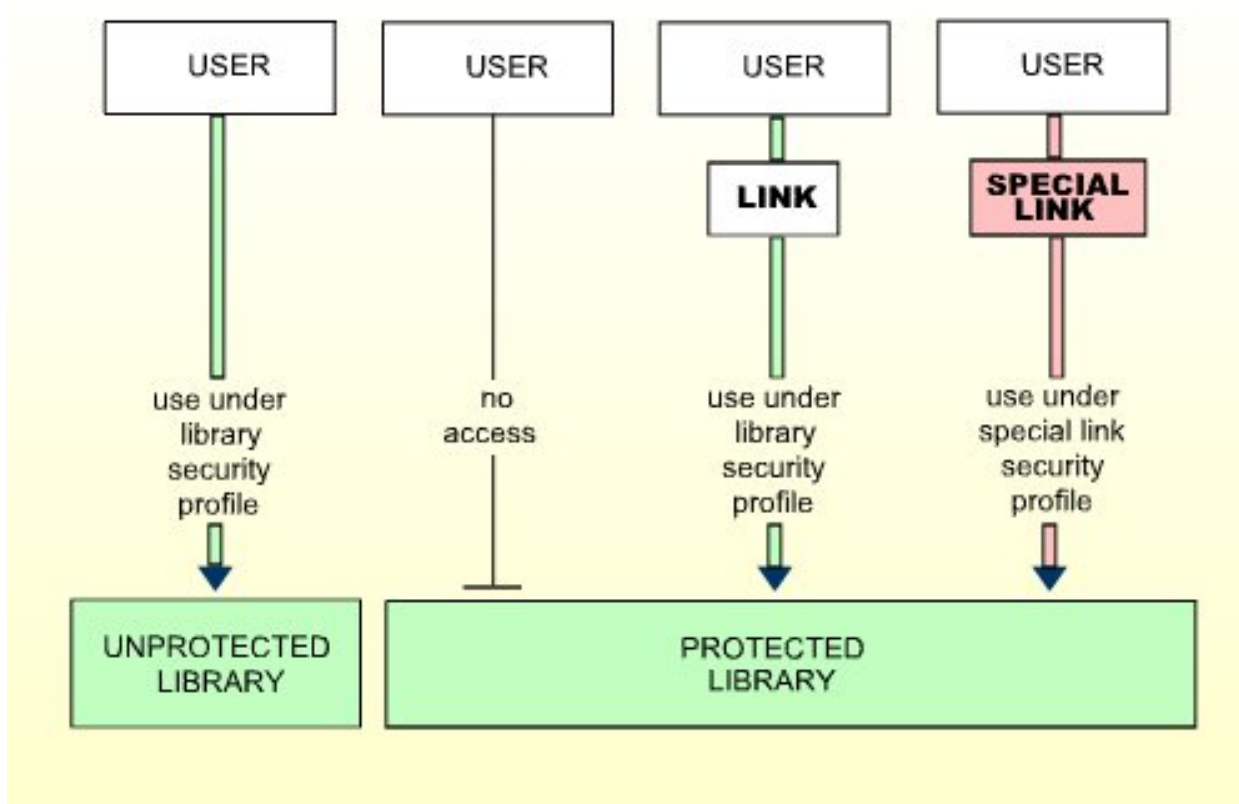 USER
USER
USER
USER
LINK
SPECIAL
LINK
use under
library
security
profile
no
access
use under
library
security
profile
use under
special link
security
profile
UNPROTECTED
LIBRARY
PROTECTED
LIBRARY